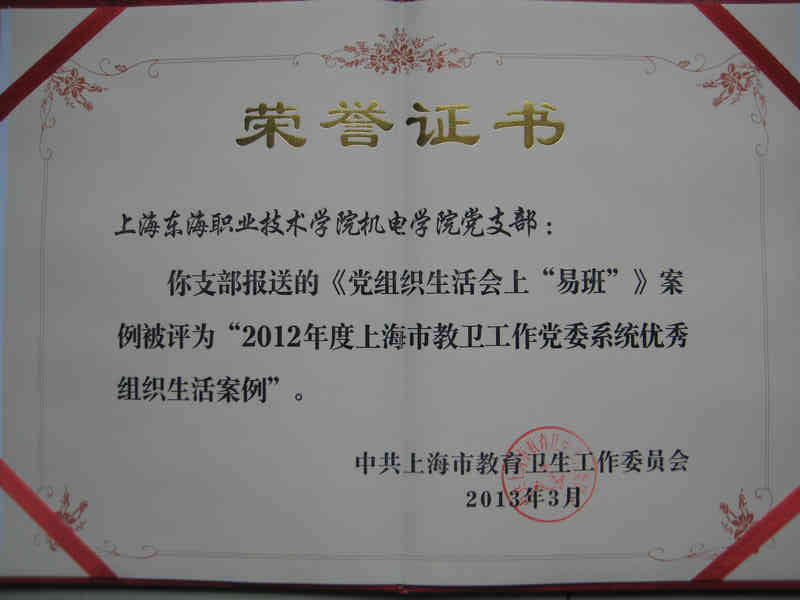 荣誉证书
上海东海职业技术学院机电学院党支部：
你支部报送的《党组织生活会上“易班”》案
例被评为“2012年度上海市教卫工作党委系统优秀
组织生活案例”。
中共上海市教育卫生工作委员会
2013年3月